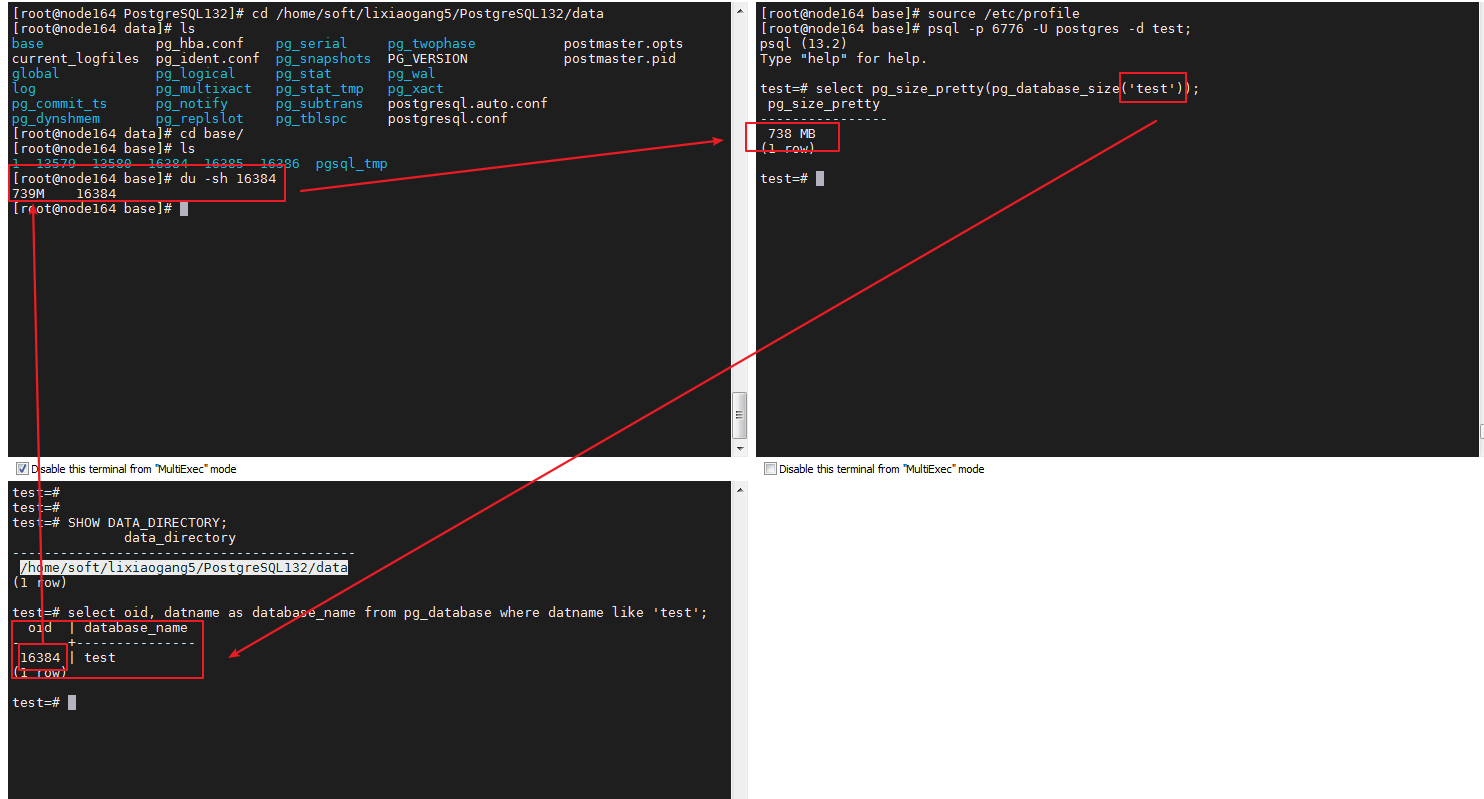 [root@node164 PostgreSQL132]# cd /home/soft/lixiaogang5/PostgreSQL132/data
[root@node164 data]# ls
base pg_hba.conf pg_serial pg_twophase postmaster.opts
current_logfiles pg_ident.conf pg_snapshots PG_VERSION postmaster.pid
global pg_logical pg_stat pg_wal
log pg_multixact pg_stat_tmp pg_xact
pg_commit_ts pg_notify pg_subtrans postgresql.auto.conf
pg_dynshmem pg_replslot pg_tblspc postgresql.conf
[root@node164 data]# cd base/
[root@node164 base]# ls
1 13579 13580 16384 16385 16386 pgsql_tmp
[root@node164 base]# du -sh 16384
739M 16384
[root@node164 base]#
Disable this terminal from "MultiExec" mode
[root@node164 base]# source /etc/profile
[root@node164 base]# psql -p 6776 -U postgres -d test;
psql (13.2)
Type "help" for help.
test=# select pg_size_pretty(pg_database_size('test'));
pg_size_pretty
----------------
738 MB
(1 row)
test=#
Disable this terminal from "MultiExec" mode
test=#
test=#
test=# SHOW DATA_DIRECTORY;
data_directory
-------------------------------------------
/home/soft/lixiaogang5/PostgreSQL132/data
(1 row)
test=# select oid, datname as database_name from pg_database where datname like 'test';
oid | database_name
-------+---------------
16384 | test
(1 row)
test=#